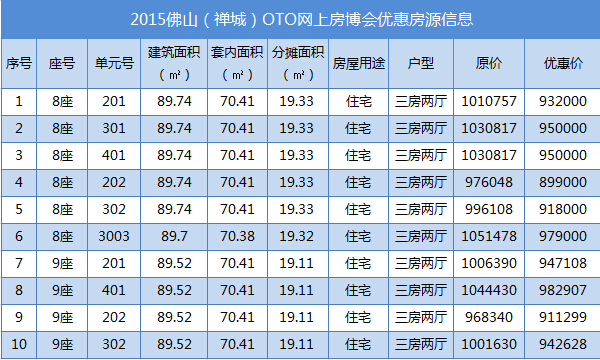 2015佛山（禅城）OTO网上房博会优惠房源信息
序号 座号 单元号 建筑面积（㎡） 套内面积（㎡） 分摊面积（㎡） 房屋用途 户型 原价 优惠价
1 8座 201 89.74 70.41 19.33 住宅 三房两厅 1010757 932000
2 8座 301 89.74 70.41 19.33 住宅 三房两厅 1030817 950000
3 8座 401 89.74 70.41 19.33 住宅 三房两厅 1030817 950000
4 8座 202 89.74 70.41 19.33 住宅 三房两厅 976048 899000
5 8座 302 89.74 70.41 19.33 住宅 三房两厅 996108 918000
6 8座 3003 89.7 70.38 19.32 住宅 三房两厅 1051478 979000
7 9座 201 89.52 70.41 19.11 住宅 三房两厅 1006390 947108
8 9座 401 89.52 70.41 19.11 住宅 三房两厅 1044430 982907
9 9座 202 89.52 70.41 19.11 住宅 三房两厅 968340 911299
10 9座 302 89.52 70.41 19.11 住宅 三房两厅 1001630 942628